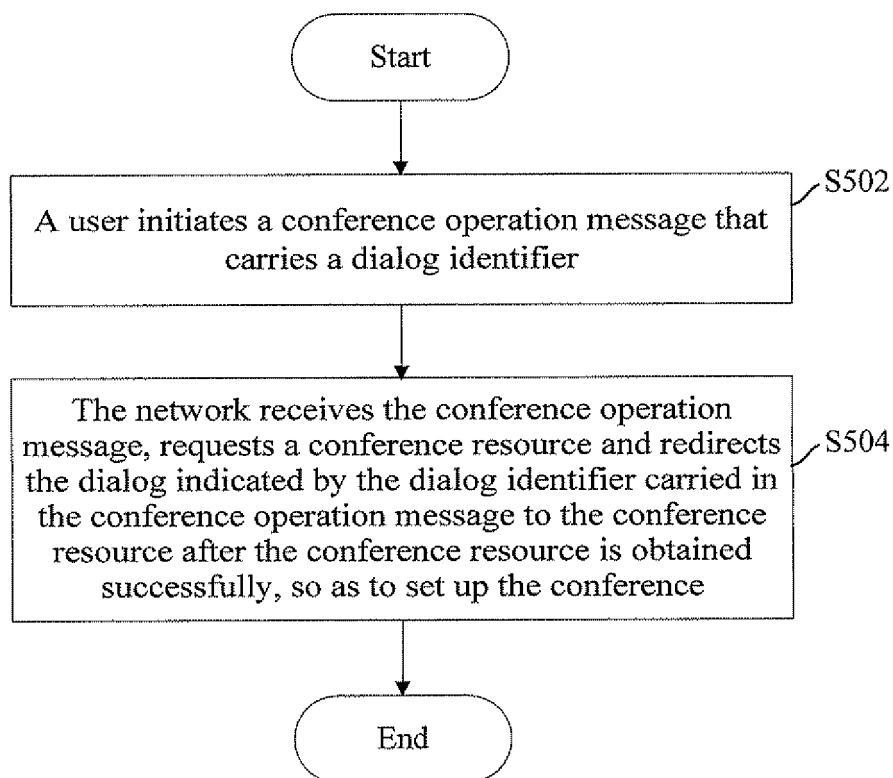 Start
S502
A user initiates a conference operation message that
carries a dialog identifier
S504
The network receives the conference operation
message, requests a conference resource and redirects
the dialog indicated by the dialog identifier carried in
the conference operation message to the conference
resource after the conference resource is obtained
successfully, so as to set up the conference
End